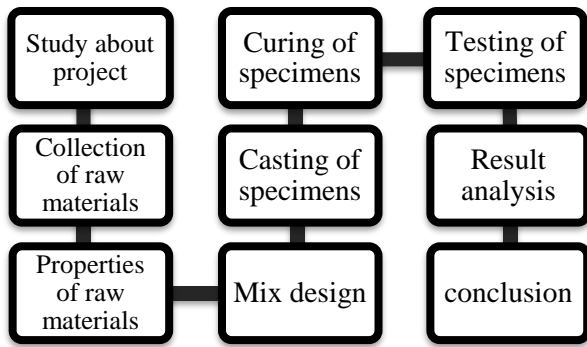 Study about
project
Collection
of raw
materials
Properties
of raw
materials
Mix design
Casting of
specimens
Curing of
specimens
Testing of
specimens
Result
analysis
conclusion